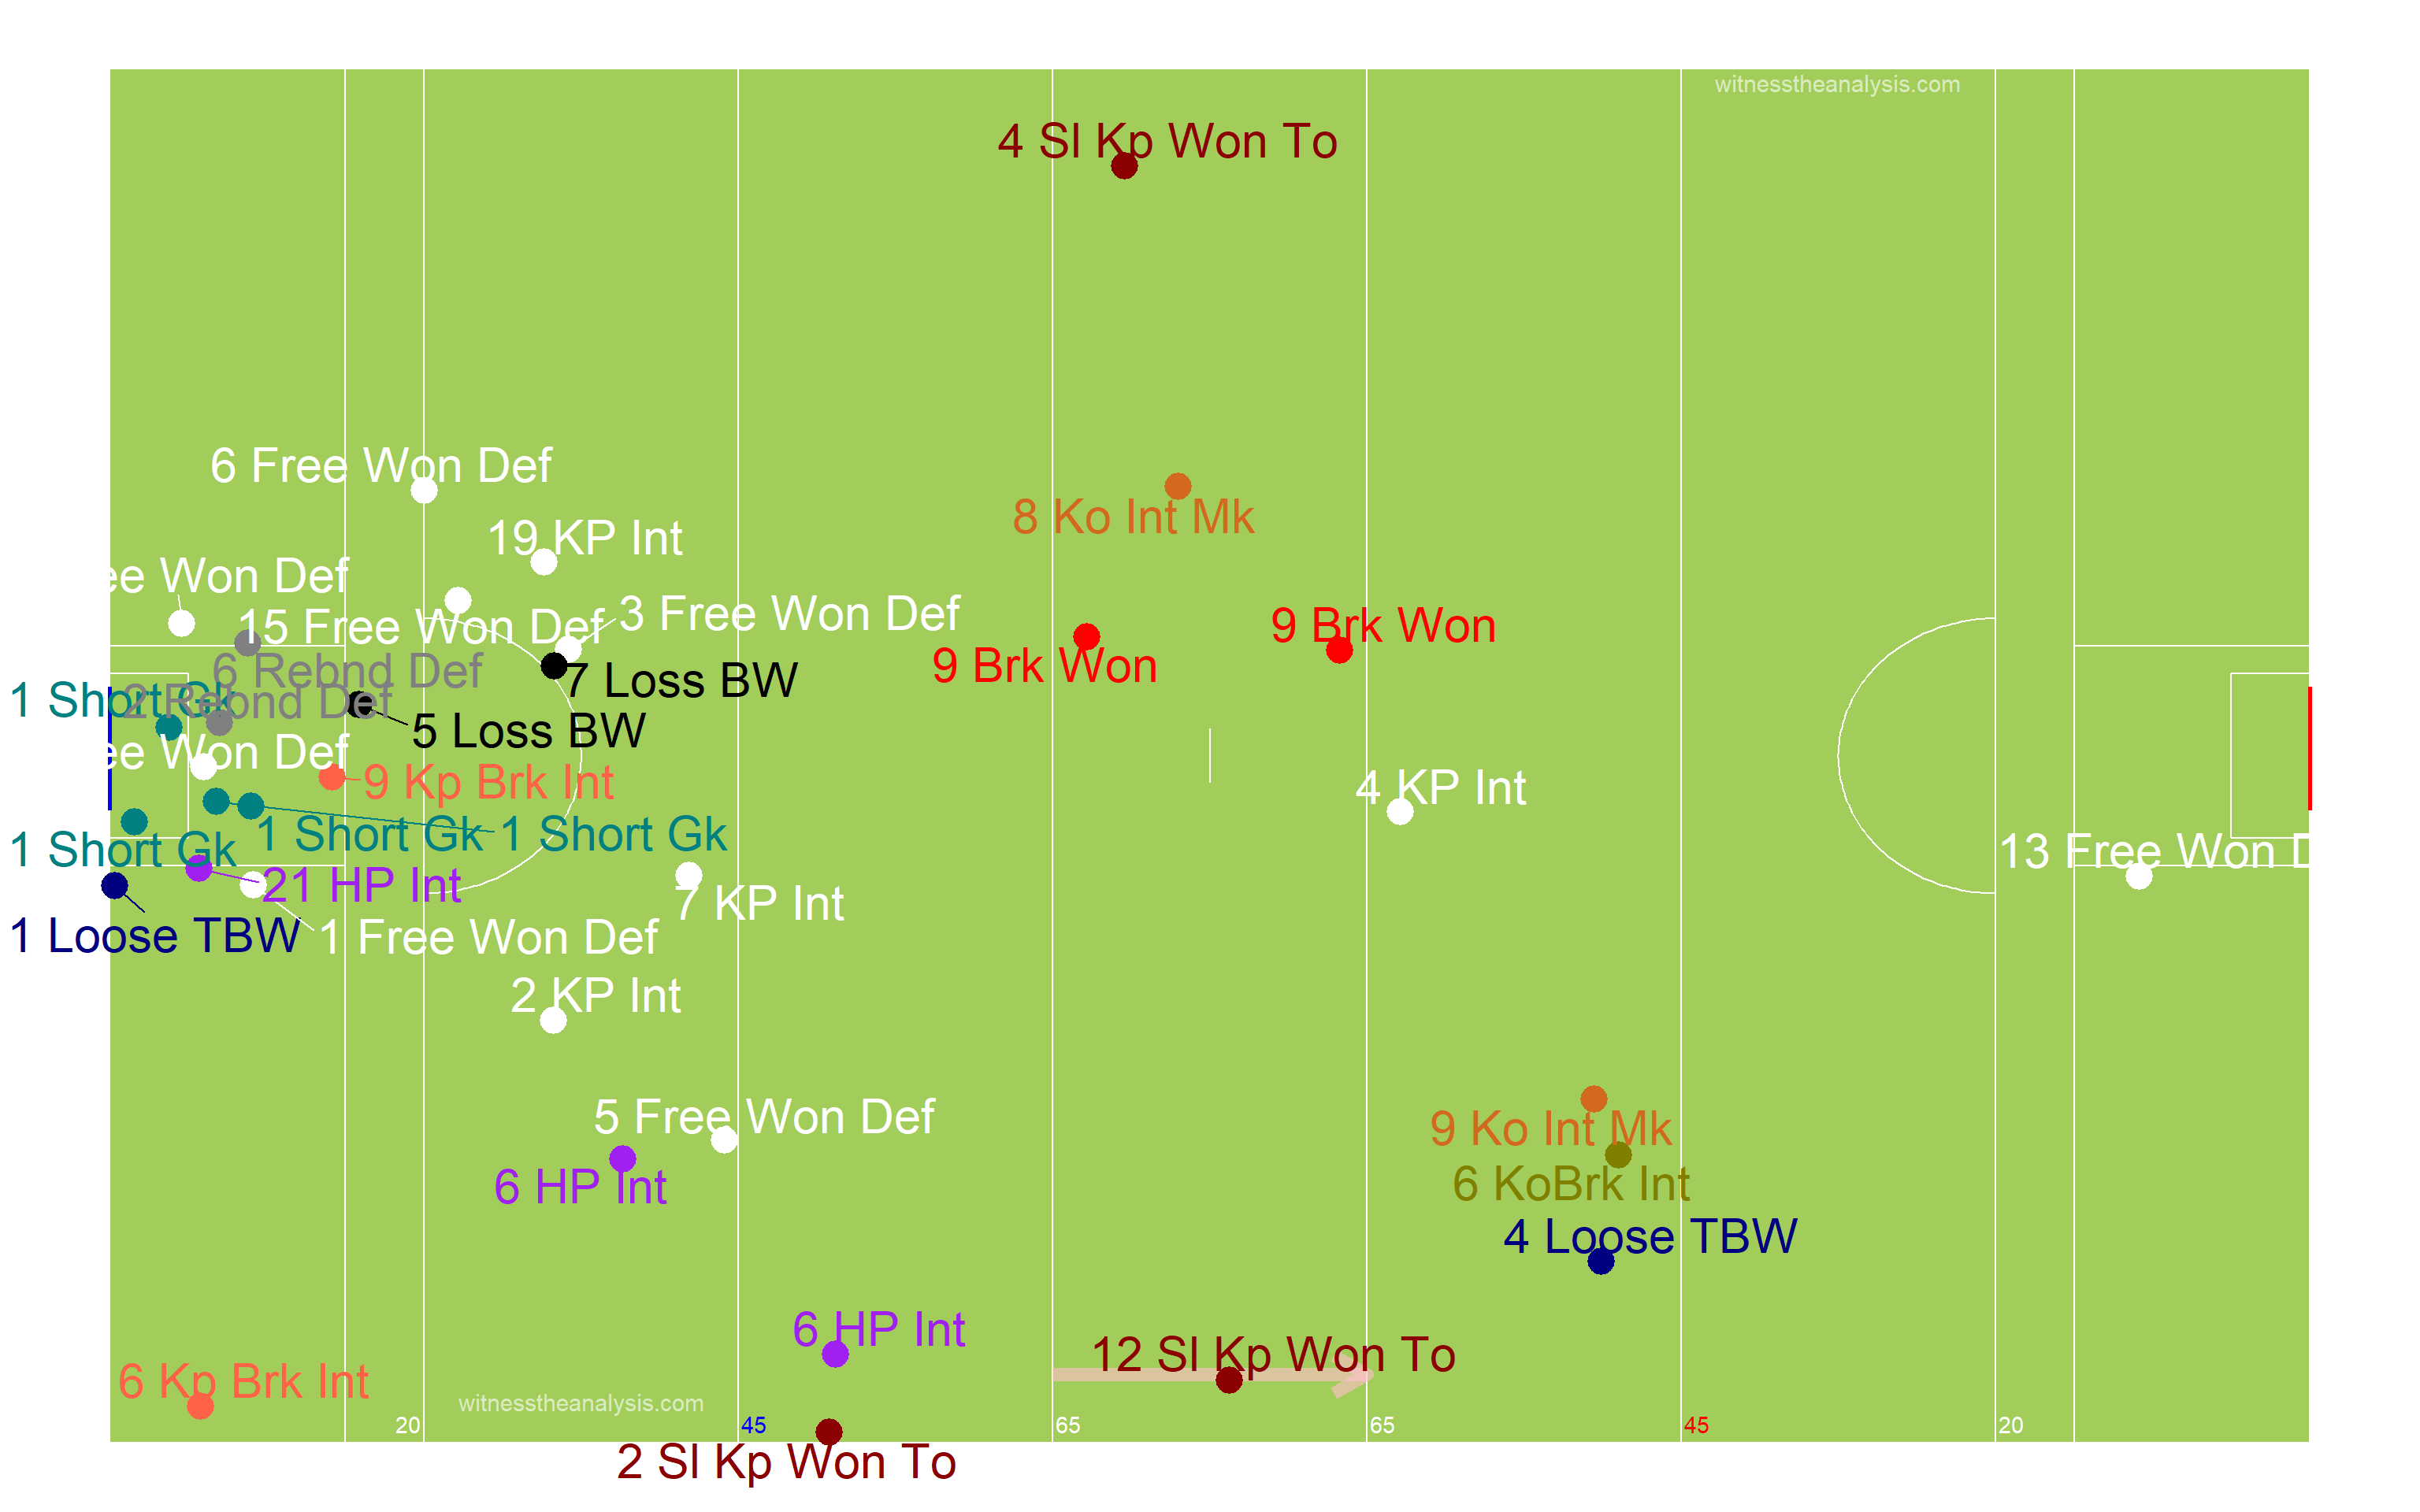 witnesstheanalysis.com
4 Sl Kp Won To
6 Free Won Def
8 Ko Int Mk
19 KP Int
Won Def
15 Free Won Def
3 Free Won Def
9 Brk Won
9 Brk Won
6 Rebnd Def
7 Loss BW
1 Short Gk
2 Rebnd Def
5 Loss BW
Won Def
9 Kp Brk Int
4 KP Int
1 Short Gk
1 Short Gk
1 Short Gk
13 Free Won D
21 HP Int
7 KP Int
1 Loose TBW
1 Free Won Def
2 KP Int
5 Free Won Def
9 Ko Int Mk
6 HP Int
6 KoBrk Int
4 Loose TBW
6 HP Int
12 Sl Kp Won To
6 Kp Brk Int
witnesstheanalysis.com
20
45
65
65
45
20
2 Sl Kp Won To